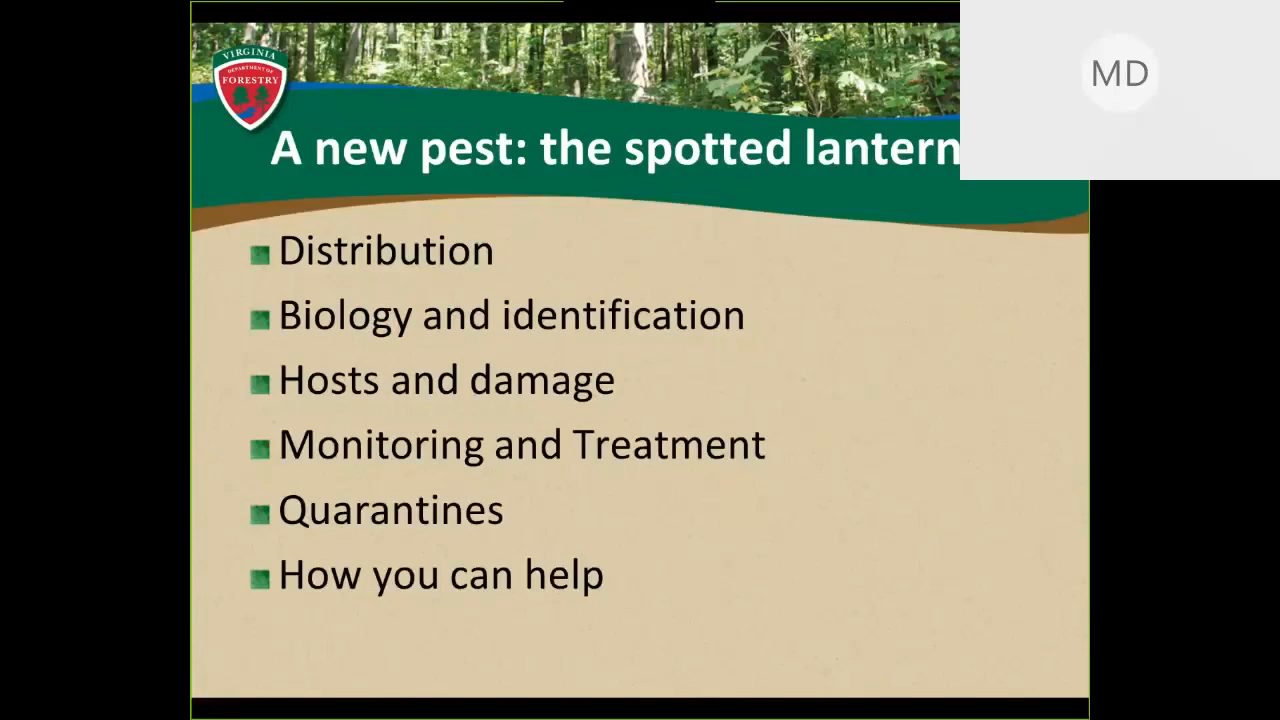 VIRGINIA
DEPARTMENT OF
FORESTRY
MD
A new pest: the spotted lantern
Distribution
Biology and identification
Hosts and damage
Monitoring and Treatment
Quarantines
How you can help